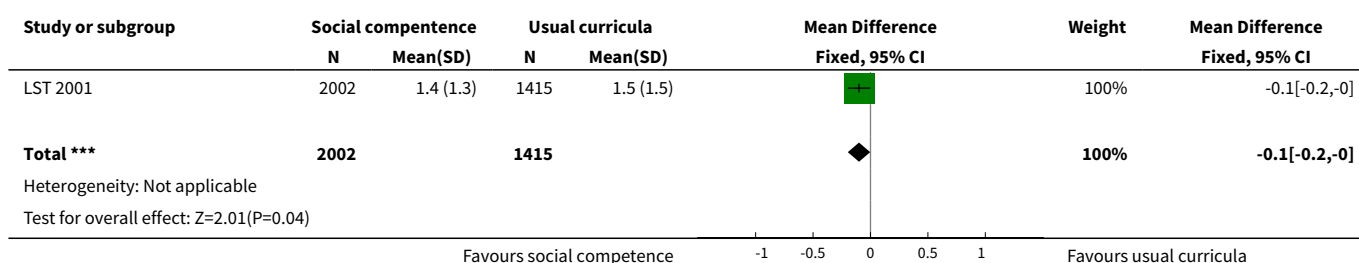 Study or subgroup Social compentence Usual curricula Mean Difference Weight Mean Difference
N Mean(SD) N Mean(SD) Fixed, 95% CI Fixed, 95% CI
LST 2001 2002 1.4 (1.3) 1415 1.5 (1.5) 100% -0.1[-0.2,-0]
Total *** 2002 1415 100% -0.1[-0.2,-0]
Heterogeneity: Not applicable
Test for overall effect: Z=2.01(P=0.04)
Favours social competence -1 -0.5 0 0.5 1 Favours usual curricula